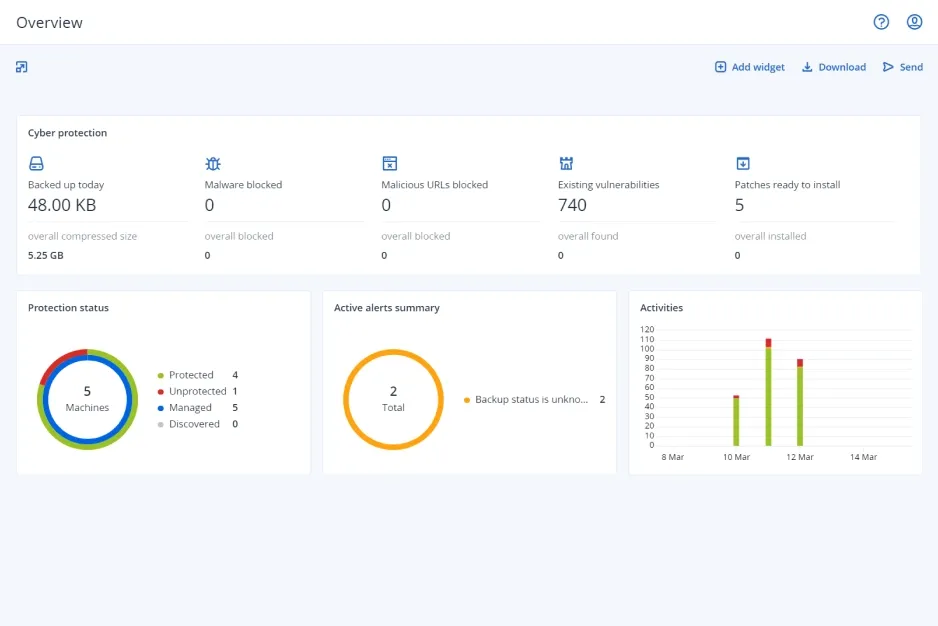 Overview
Add widget
Download
Send
Cyber protection
Backed up today
48.00 KB
overall compressed size
5.25 GB
Malware blocked
0
overall blocked
0
Malicious URLs blocked
0
overall blocked
0
Existing vulnerabilities
740
overall found
0
Patches ready to install
5
overall installed
0
Protection status
5
Machines
Protected 4
Unprotected 1
Managed 5
Discovered 0
Active alerts summary
2
Total
Backup status is unkno... 2
Activities
120
110
100
90
80
70
60
50
40
30
20
10
0
8 Mar 10 Mar 12 Mar 14 Mar